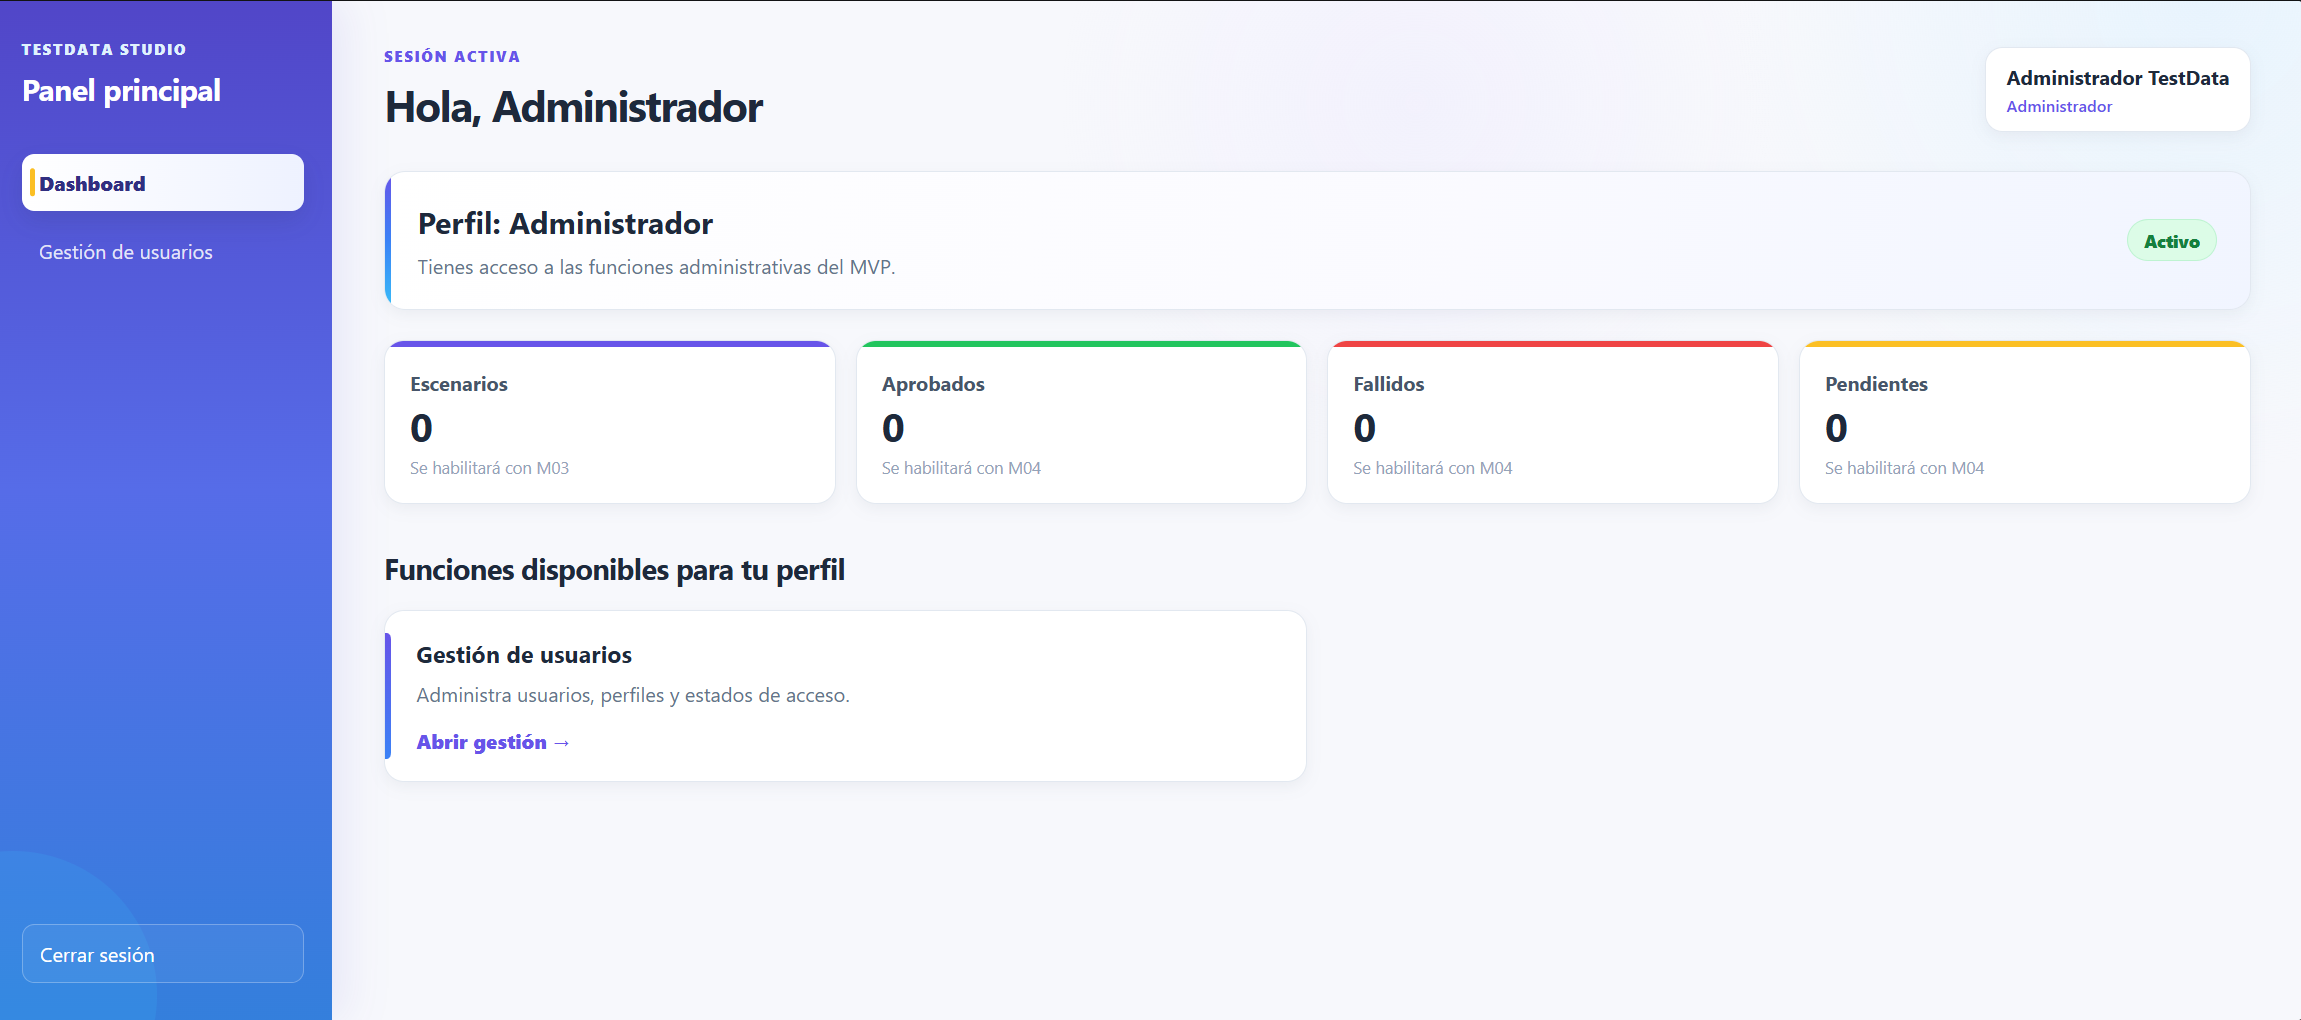 TESTDATA STUDIO
Panel principal
Dashboard
Gestión de usuarios
Cerrar sesión
SESIÓN ACTIVA
Hola, Administrador
Administrador TestData
Administrador
Perfil: Administrador
Tienes acceso a las funciones administrativas del MVP.
Activo
Escenarios
0
Se habilitará con M03
Aprobados
0
Se habilitará con M04
Fallidos
0
Se habilitará con M04
Pendientes
0
Se habilitará con M04
Funciones disponibles para tu perfil
Gestión de usuarios
Administra usuarios, perfiles y estados de acceso.
Abrir gestión →